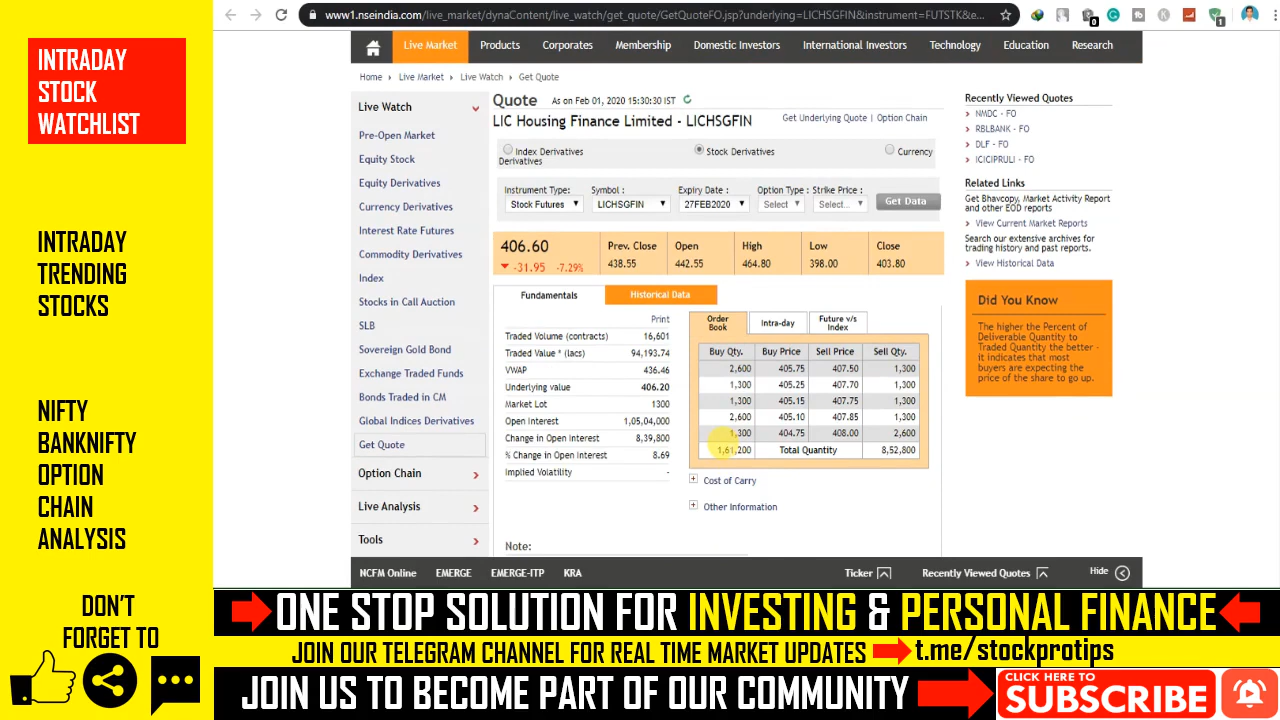 www1.nseindia.com/live_market/dynaContent/live_watch/get_quote/GetQuoteFO.jsp?underlying=LICHSGFIN&instrument=FUTSTK&e...
INTRADAY
STOCK
WATCHLIST
INTRADAY
TRENDING
STOCKS
NIFTY
BANKNIFTY
OPTION
CHAIN
ANALYSIS
DON'T
FORGET TO
Live Market Products Corporates Membership Domestic Investors International Investors Technology Education Research
Home › Live Market › Live Watch › Get Quote
Live Watch
Pre-Open Market
Equity Stock
Equity Derivatives
Currency Derivatives
Interest Rate Futures
Commodity Derivatives
Index
Stocks in Call Auction
SLB
Sovereign Gold Bond
Exchange Traded Funds
Bonds Traded in CM
Global Indices Derivatives
Get Quote
Option Chain
Live Analysis
Tools
Quote As on Feb 01, 2020 15:30:30 IST
LIC Housing Finance Limited - LICHSGFIN Get Underlying Quote | Option Chain
Index Derivatives Stock Derivatives Currency
Derivatives
Instrument Type: Symbol : Expiry Date : Option Type : Strike Price :
Stock Futures LICHSGFIN 27FEB2020 Select Select... Get Data
406.60 Prev. Close Open High Low Close
-31.95 -7.29% 438.55 442.55 464.80 398.00 403.80
Fundamentals Historical Data
Print
Traded Volume (contracts) 16,601
Traded Value * (lacs) 94,193.74
VWAP 436.46
Underlying value 406.20
Market Lot 1300
Open Interest 1,05,04,000
Change in Open Interest 8,39,800
% Change in Open Interest 8.69
Implied Volatility -
Order Book Intra-day Future v/s Index
Buy Qty. Buy Price Sell Price Sell Qty.
2,600 405.75 407.50 1,300
1,300 405.25 407.70 1,300
1,300 405.15 407.75 1,300
2,600 405.10 407.85 1,300
1,300 404.75 408.00 2,600
1,61,200 Total Quantity 8,52,800
Cost of Carry
Other Information
Note:
Recently Viewed Quotes
NMDC - FO
RBLBANK - FO
DLF - FO
ICICIPRULI - FO
Related Links
Get Bhavcopy, Market Activity Report
and other EOD reports
View Current Market Reports
Search our extensive archives for
trading history and past reports.
View Historical Data
Did You Know
The higher the Percent of
Deliverable Quantity to
Traded Quantity the better -
it indicates that most
buyers are expecting the
price of the share to go up.
NCFM Online EMERGE EMERGE-ITP KRA Ticker Recently Viewed Quotes Hide
ONE STOP SOLUTION FOR INVESTING & PERSONAL FINANCE
JOIN OUR TELEGRAM CHANNEL FOR REAL TIME MARKET UPDATES t.me/stockprotips
JOIN US TO BECOME PART OF OUR COMMUNITY
CLICK HERE TO
SUBSCRIBE